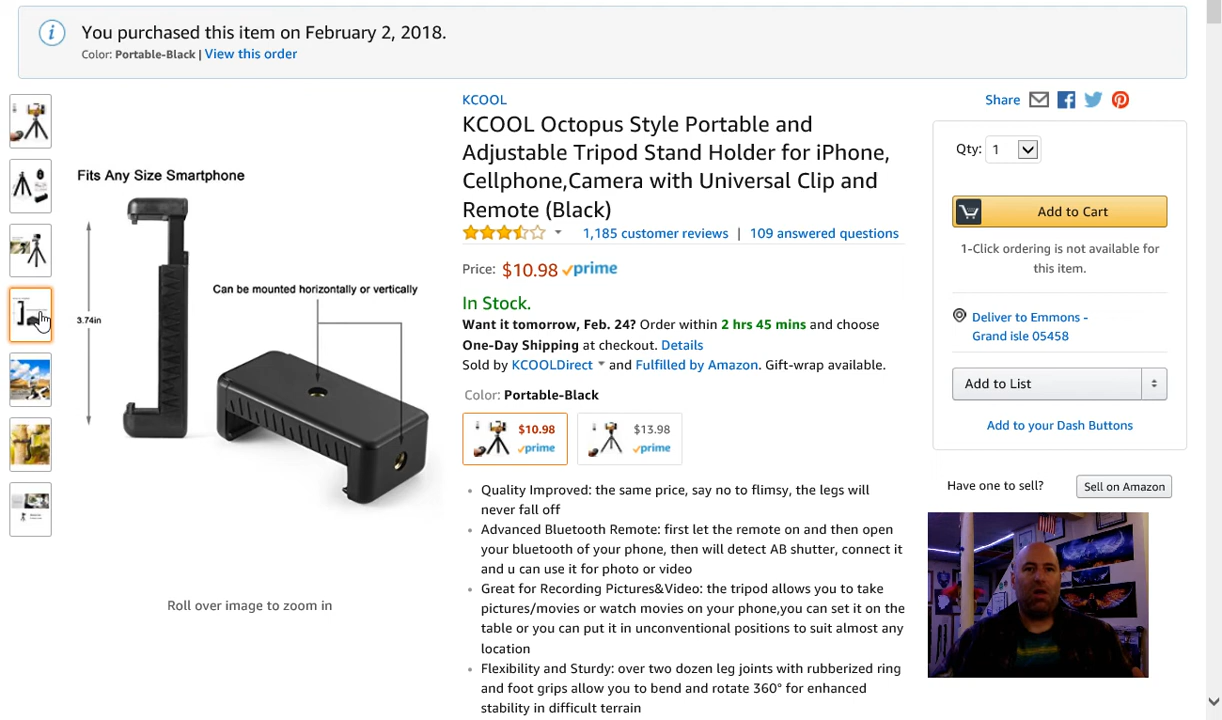 You purchased this item on February 2, 2018.
Color: Portable-Black | View this order
Fits Any Size Smartphone
3.74in
Can be mounted horizontally or vertically
Roll over image to zoom in
KCOOL
KCOOL Octopus Style Portable and
Adjustable Tripod Stand Holder for iPhone,
Cellphone,Camera with Universal Clip and
Remote (Black)
1,185 customer reviews | 109 answered questions
Price: $10.98 prime
In Stock.
Want it tomorrow, Feb. 24? Order within 2 hrs 45 mins and choose
One-Day Shipping at checkout. Details
Sold by KCOOLDirect and Fulfilled by Amazon. Gift-wrap available.
Color: Portable-Black
$10.98
prime
$13.98
prime
Quality Improved: the same price, say no to flimsy, the legs will
never fall off
Advanced Bluetooth Remote: first let the remote on and then open
your bluetooth of your phone, then will detect AB shutter, connect it
and u can use it for photo or video
Great for Recording Pictures&Video: the tripod allows you to take
pictures/movies or watch movies on your phone,you can set it on the
table or you can put it in unconventional positions to suit almost any
location
Flexibility and Sturdy: over two dozen leg joints with rubberized ring
and foot grips allow you to bend and rotate 360° for enhanced
stability in difficult terrain
Share
Qty: 1
Add to Cart
1-Click ordering is not available for
this item.
Deliver to Emmons -
Grand isle 05458
Add to List
Add to your Dash Buttons
Have one to sell?
Sell on Amazon